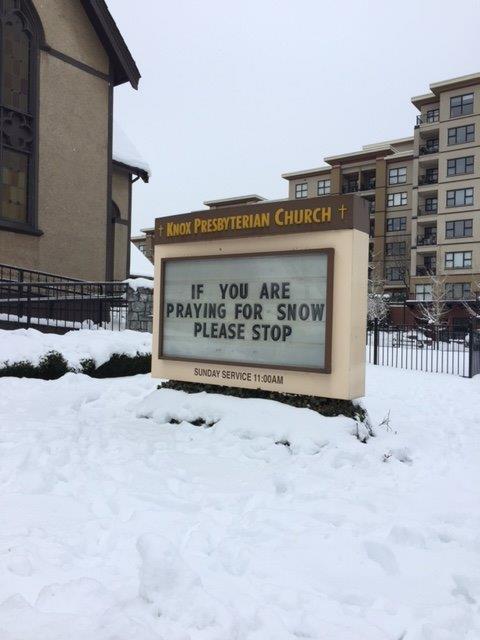 Knox Presbyterian Church
IF YOU ARE
PRAYING FOR SNOW
PLEASE STOP
SUNDAY SERVICE 11:00AM